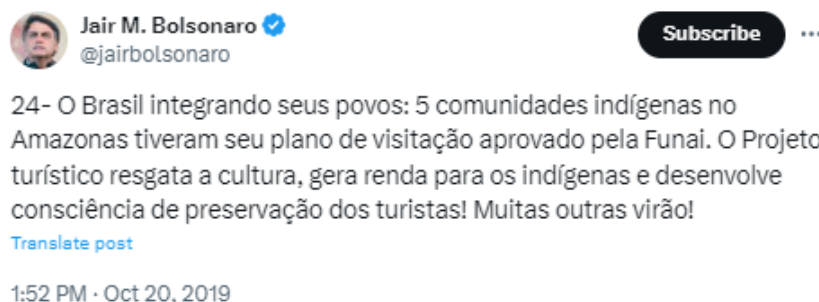 Jair M. Bolsonaro
@jairbolsonaro
Subscribe
24- O Brasil integrando seus povos: 5 comunidades indígenas no
Amazonas tiveram seu plano de visitação aprovado pela Funai. O Projeto
turístico resgata a cultura, gera renda para os indígenas e desenvolve
consciência de preservação dos turistas! Muitas outras virão!
Translate post
1:52 PM · Oct 20, 2019